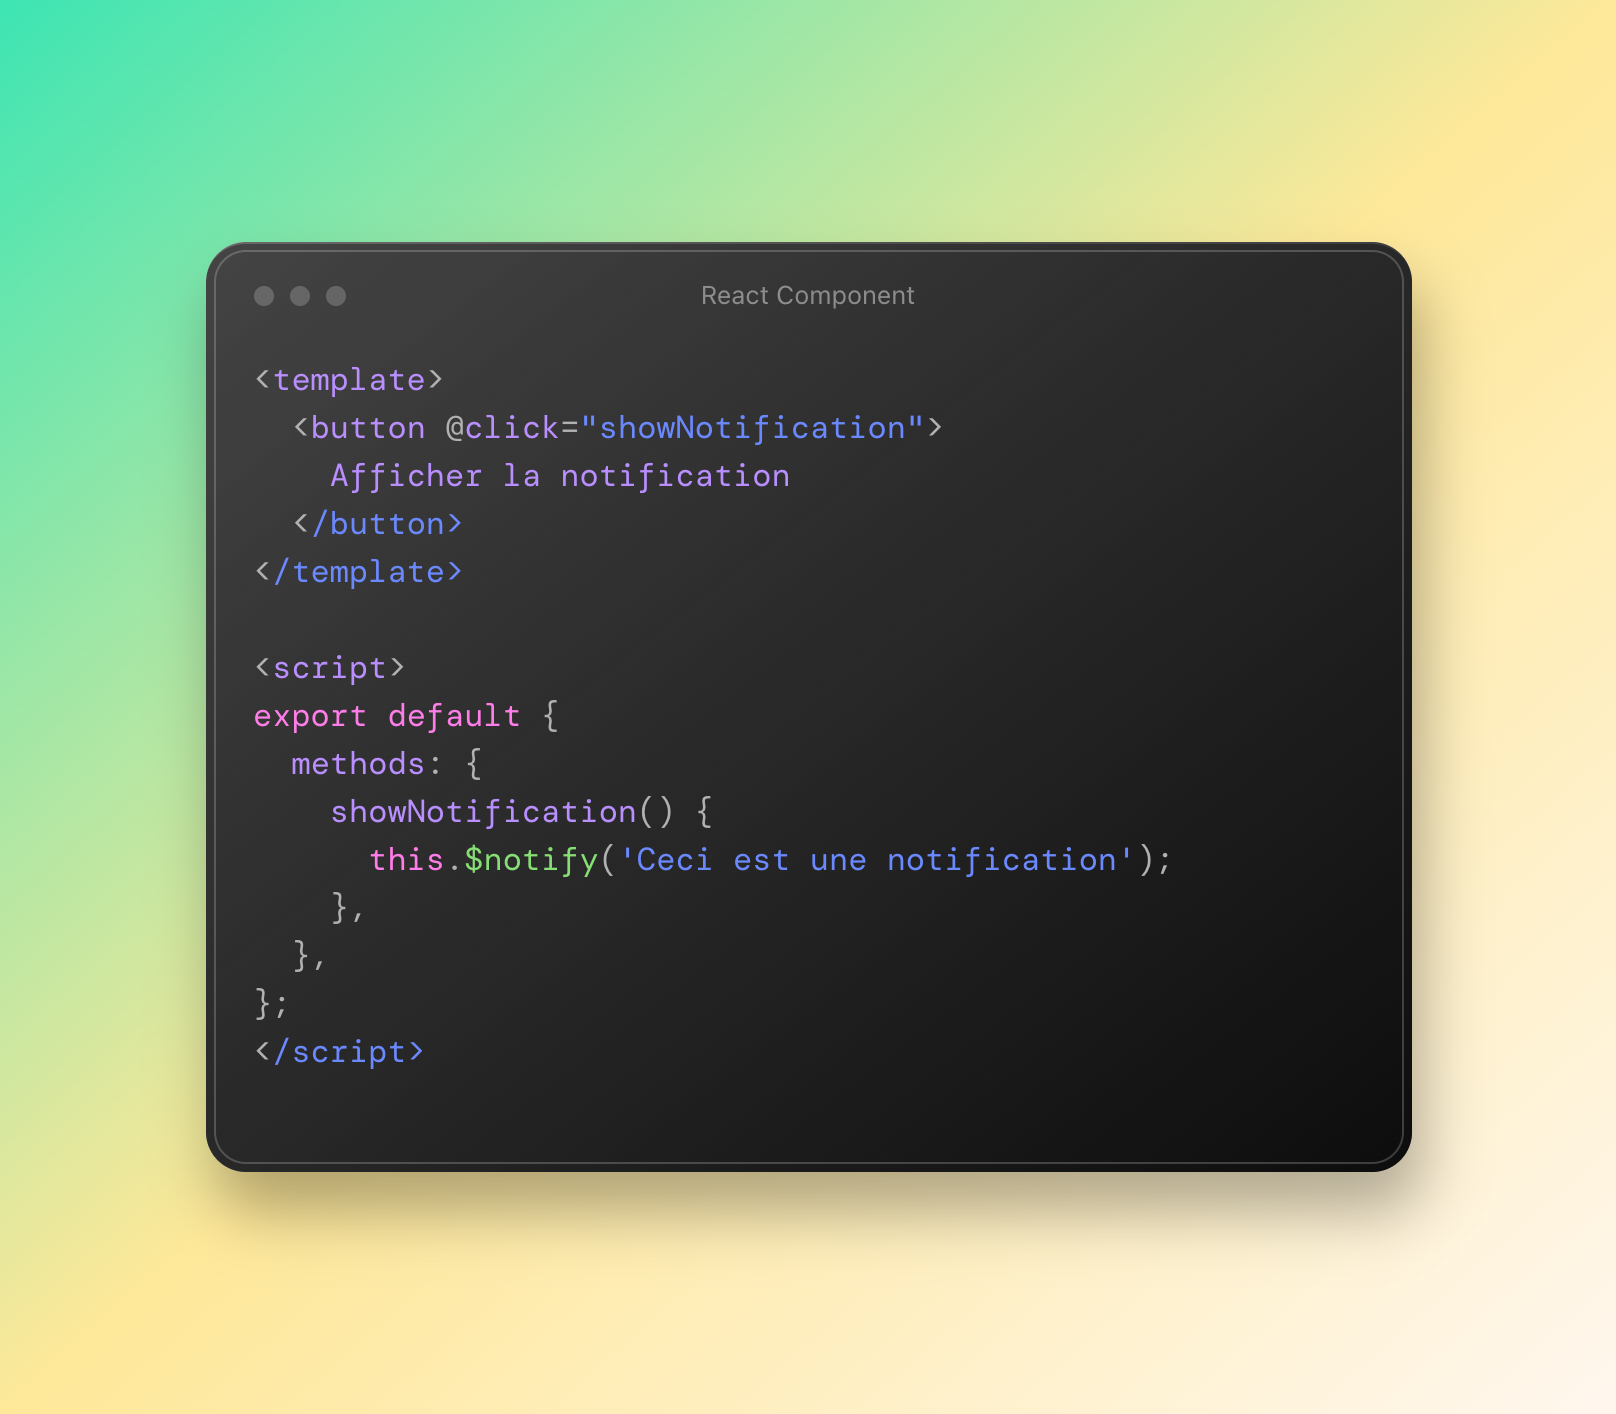 React Component
<template>
  <button @click="showNotification">
    Afficher la notification
  </button>
</template>

<script>
export default {
  methods: {
    showNotification() {
      this.$notify('Ceci est une notification');
    },
  },
};
</script>